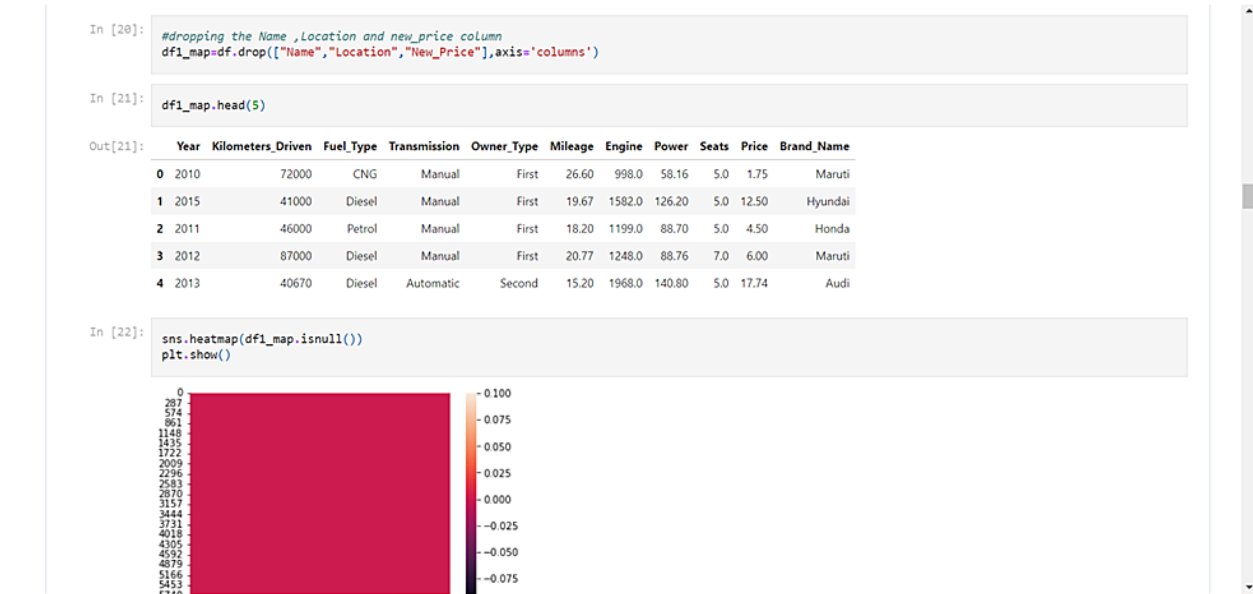 In [20]:
#dropping the Name ,Location and new_price column
df1_map=df.drop(["Name","Location","New_Price"],axis='columns')
In [21]:
df1_map.head(5)
Out[21]:
Year Kilometers_Driven Fuel_Type Transmission Owner_Type Mileage Engine Power Seats Price Brand_Name
0 2010 72000 CNG Manual First 26.60 998.0 58.16 5.0 1.75 Maruti
1 2015 41000 Diesel Manual First 19.67 1582.0 126.20 5.0 12.50 Hyundai
2 2011 46000 Petrol Manual First 18.20 1199.0 88.70 5.0 4.50 Honda
3 2012 87000 Diesel Manual First 20.77 1248.0 88.76 7.0 6.00 Maruti
4 2013 40670 Diesel Automatic Second 15.20 1968.0 140.80 5.0 17.74 Audi
In [22]:
sns.heatmap(df1_map.isnull())
plt.show()
0
287
574
861
1148
1435
1722
2009
2296
2583
2870
3157
3444
3731
4018
4305
4592
4879
5166
5453
0.100
0.075
0.050
0.025
0.000
−0.025
−0.050
−0.075